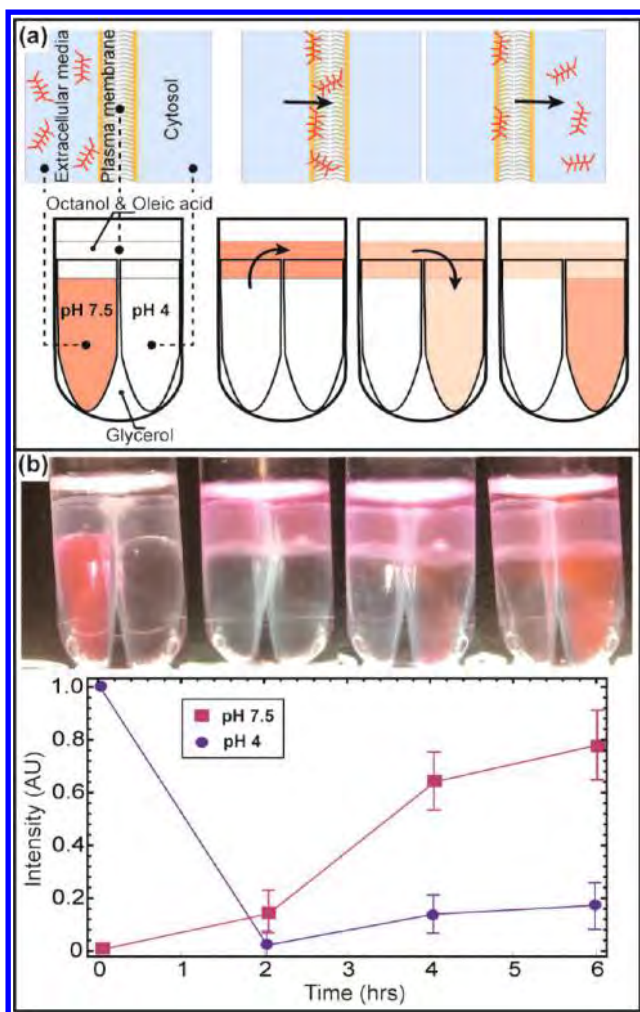 (a)
Extracellular media
Plasma membrane
Cytosol
Octanol & Oleic acid
pH 7.5
pH 4
Glycerol
(b)
1.0
0.8
0.6
0.4
0.2
0
Intensity (AU)
pH 7.5
pH 4
0 1 2 3 4 5 6
Time (hrs)